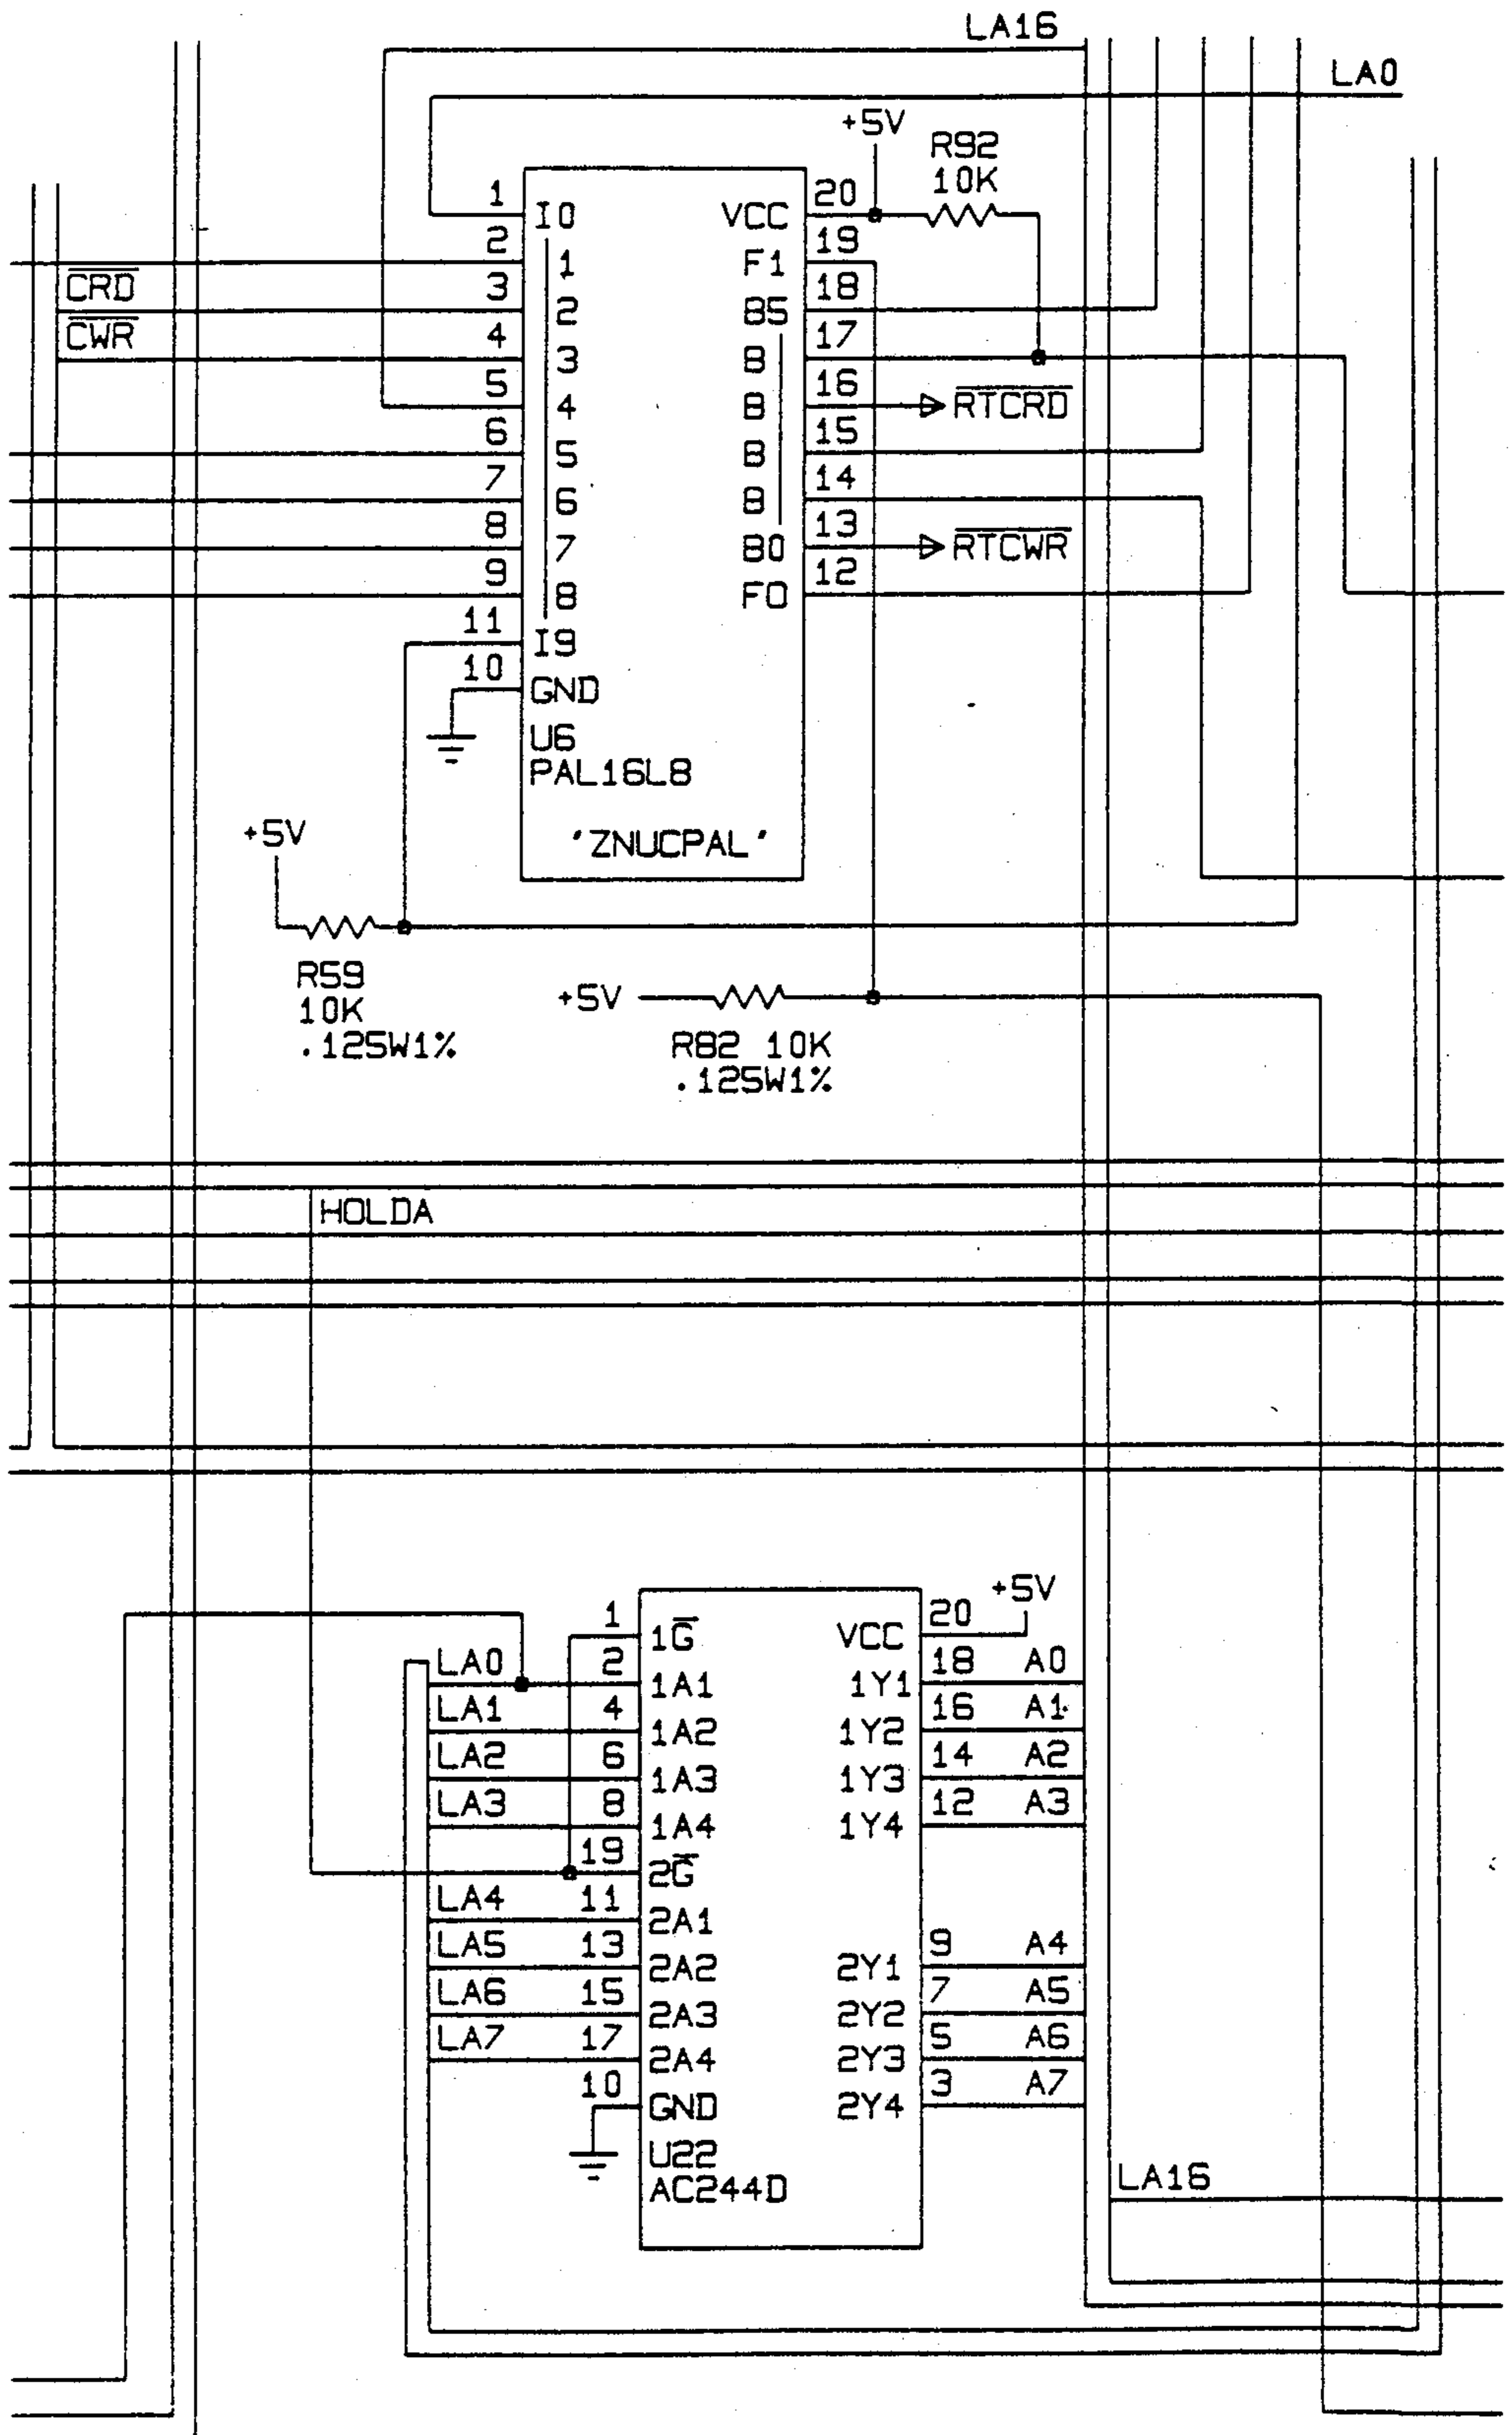 LA16
LA0
+5V
R92
10K
1 I0 VCC 20
2 1 F1 19
C̅R̅D̅ 3 2 B5 18
C̅W̅R̅ 4 3 B 17
5 4 B 16 R̅T̅C̅R̅D̅
6 5 B 15
7 6 B 14
8 7 B0 13 R̅T̅C̅W̅R̅
9 8 F0 12
11 I9
10 GND
U6
PAL16L8
'ZNUCPAL'
+5V
R59
10K
.125W1%
+5V
R82 10K
.125W1%
HOLDA
+5V
1 1G̅ VCC 20
LA0 2 1A1 1Y1 18 A0
LA1 4 1A2 1Y2 16 A1
LA2 6 1A3 1Y3 14 A2
LA3 8 1A4 1Y4 12 A3
19 2G̅
LA4 11 2A1
LA5 13 2A2 2Y1 9 A4
LA6 15 2A3 2Y2 7 A5
LA7 17 2A4 2Y3 5 A6
10 GND 2Y4 3 A7
U22
AC244D
LA16